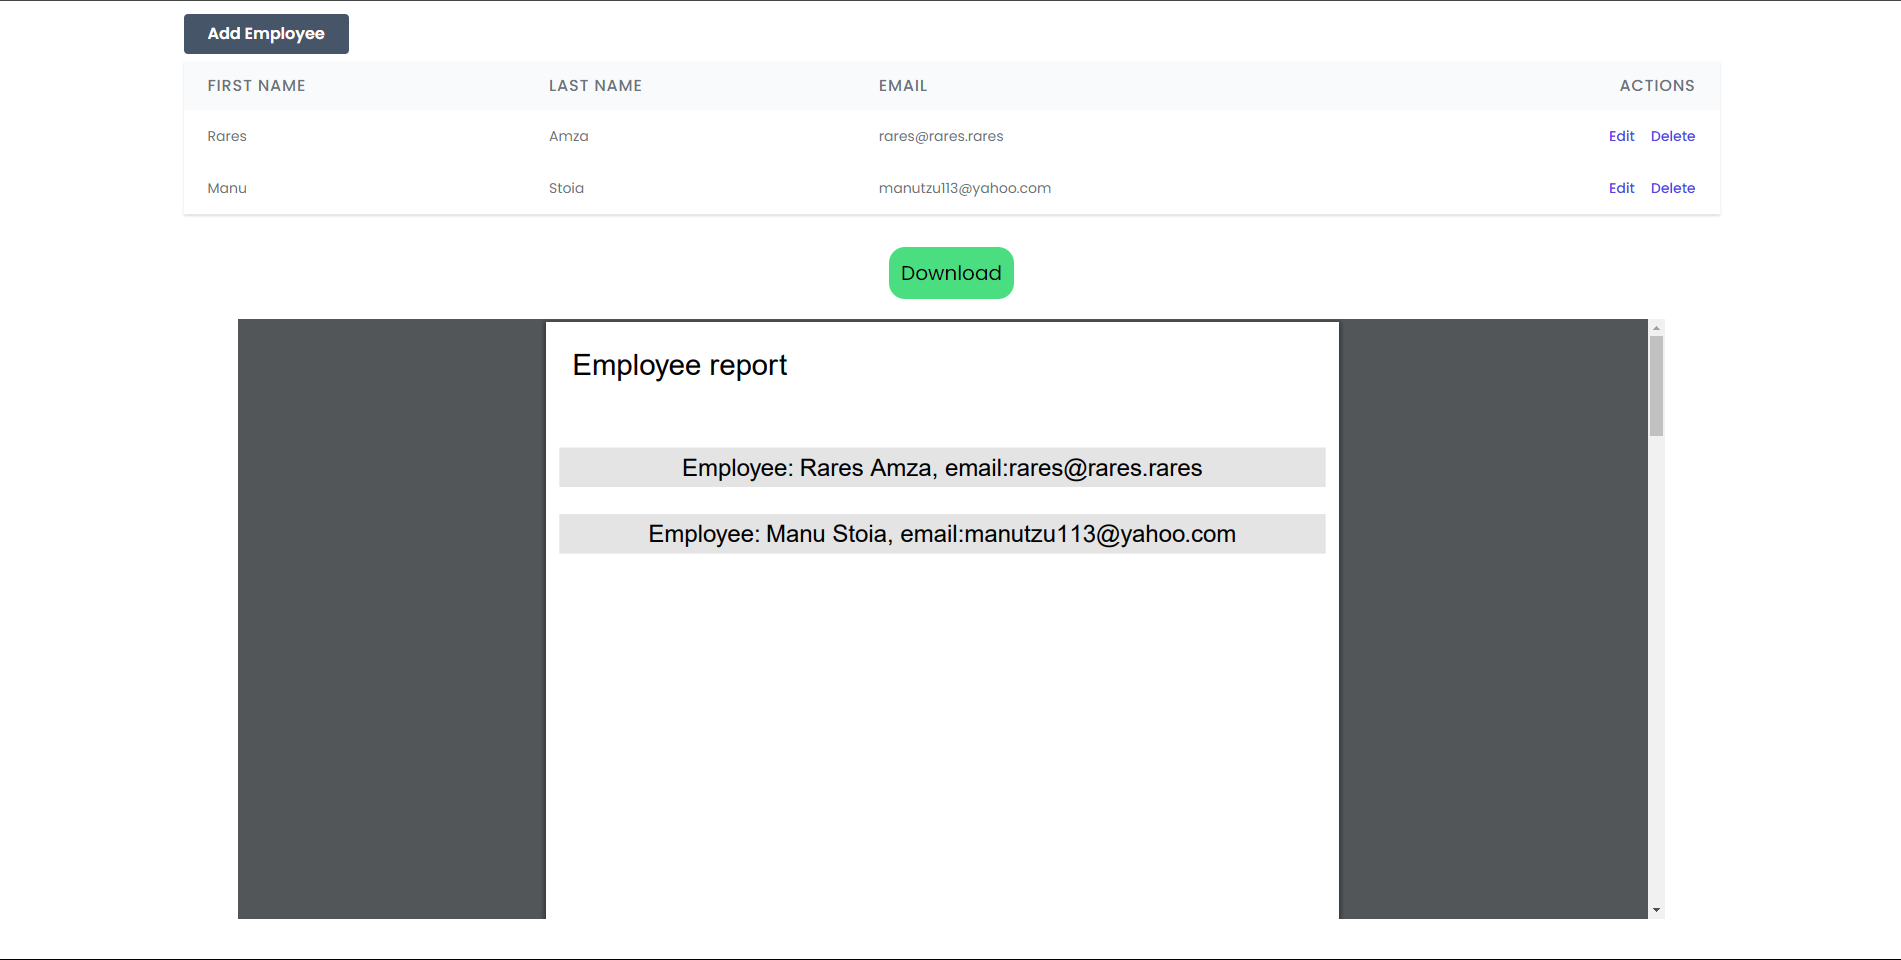 Add Employee
FIRST NAME LAST NAME EMAIL ACTIONS
Rares Amza rares@rares.rares Edit Delete
Manu Stoia manutzu113@yahoo.com Edit Delete
Download
Employee report
Employee: Rares Amza, email:rares@rares.rares
Employee: Manu Stoia, email:manutzu113@yahoo.com